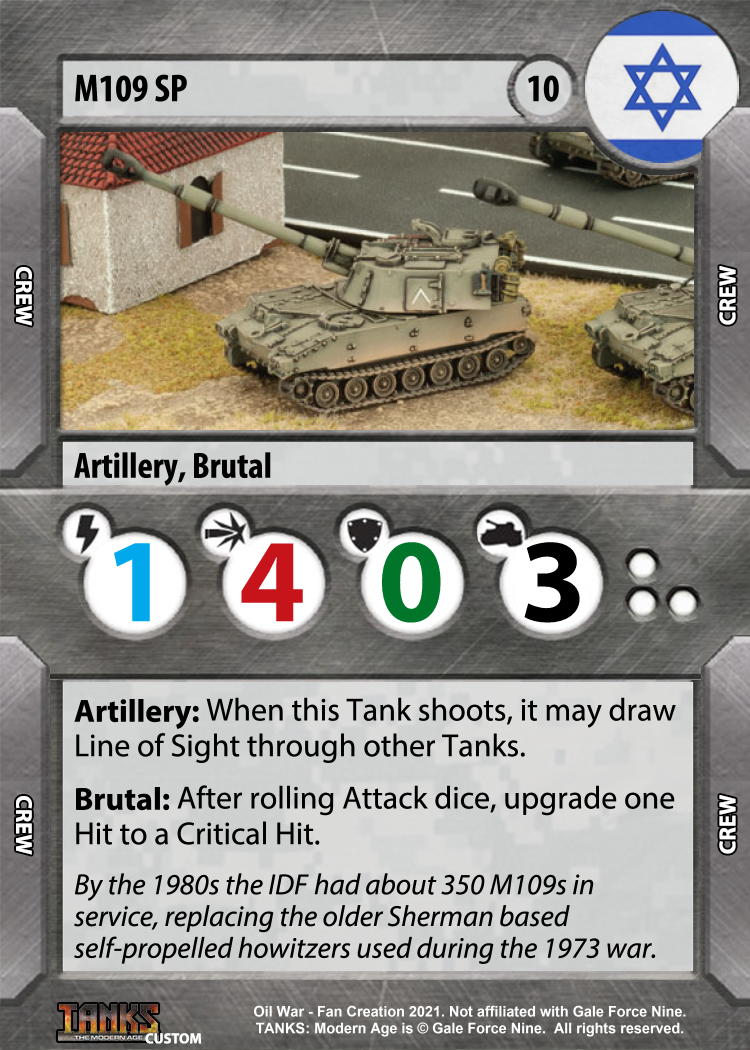 M109 SP
10
CREW
CREW
Artillery, Brutal
1 4 0 3
Artillery: When this Tank shoots, it may draw
Line of Sight through other Tanks.
Brutal: After rolling Attack dice, upgrade one
Hit to a Critical Hit.
CREW
CREW
By the 1980s the IDF had about 350 M109s in
service, replacing the older Sherman based
self-propelled howitzers used during the 1973 war.
TANKS
THE MODERN AGE
CUSTOM
Oil War - Fan Creation 2021. Not affiliated with Gale Force Nine.
TANKS: Modern Age is © Gale Force Nine.  All rights reserved.